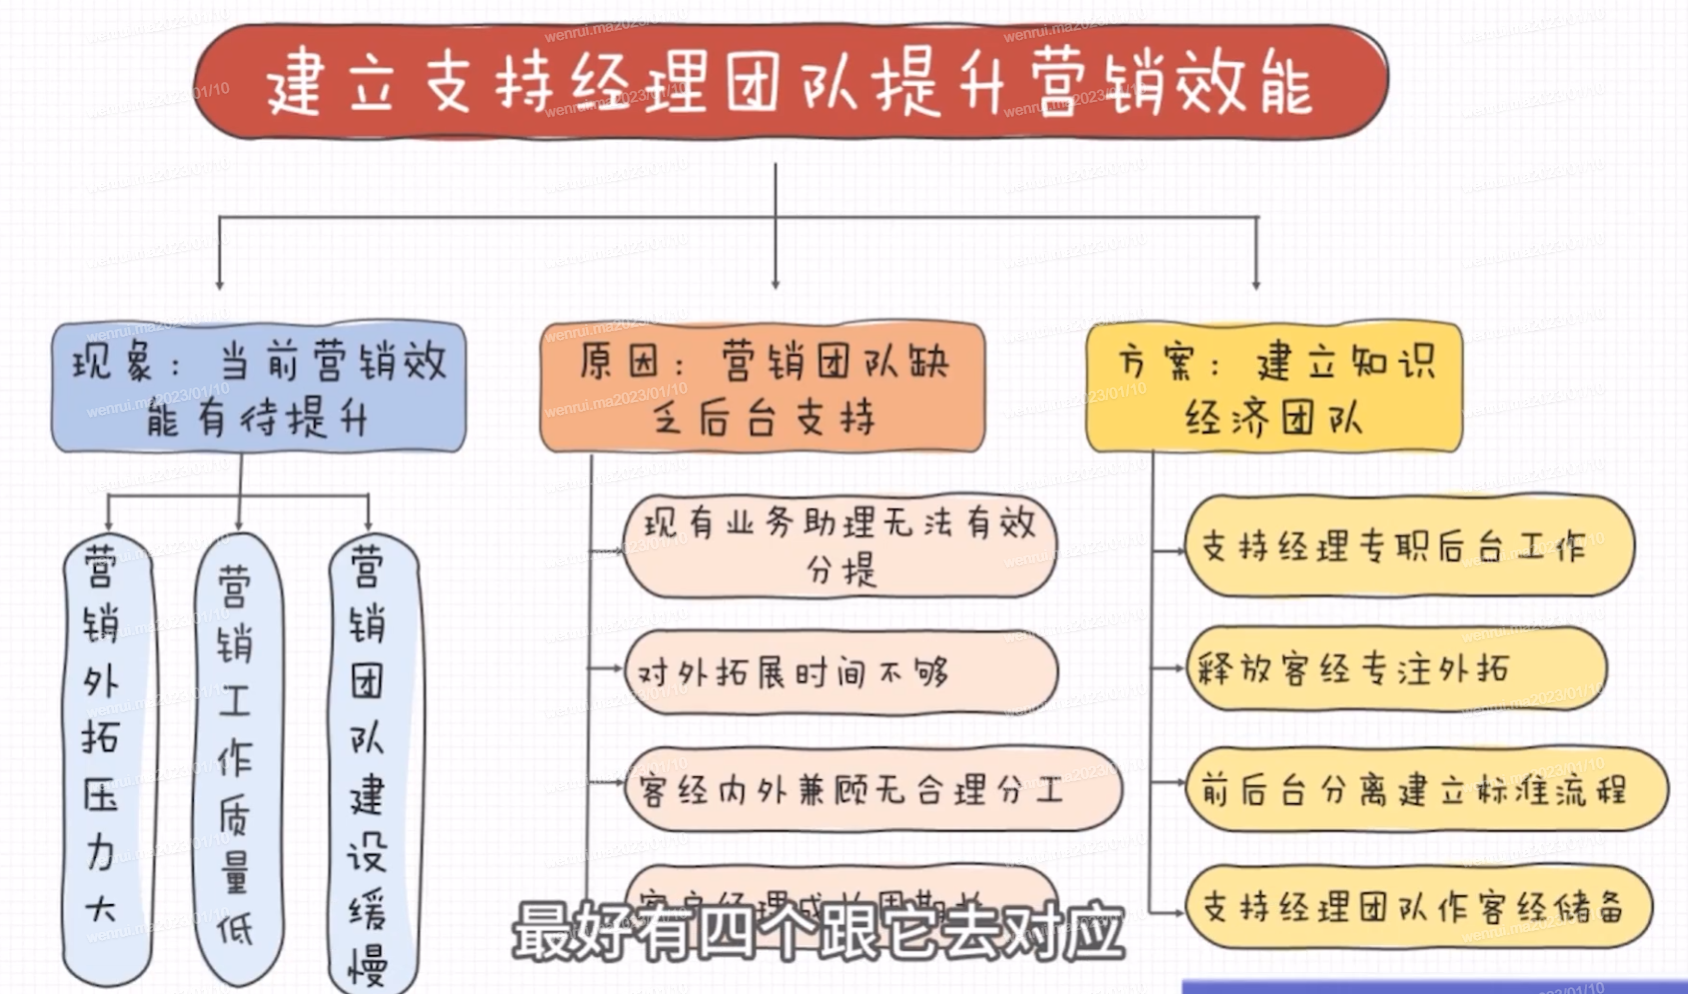 建立支持经理团队提升营销效能
现象：当前营销效
能有待提升
营销外拓压力大
营销工作质量低
营销团队建设缓慢
原因：营销团队缺
乏后台支持
现有业务助理无法有效
分提
对外拓展时间不够
客经内外兼顾无合理分工
客户经理成长周期长
方案：建立知识
经济团队
支持经理专职后台工作
释放客经专注外拓
前后台分离建立标准流程
支持经理团队作客经储备
最好有四个跟它去对应
wenrui.ma2023/01/10